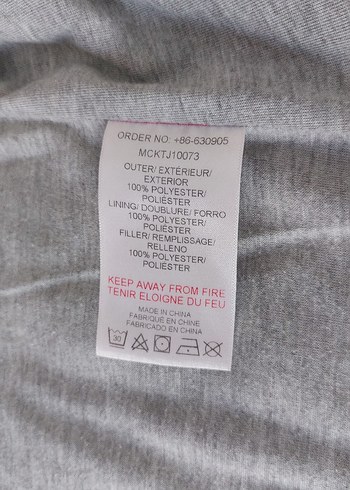 ORDER NO: +86-630905
MCKTJ10073
OUTER/ EXTÉRIEUR/
EXTERIOR
100% POLYESTER/
POLIÉSTER
LINING/ DOUBLURE/ FORRO
100% POLYESTER/
POLIÉSTER
FILLER/ REMPLISSAGE/
RELLENO
100% POLYESTER/
POLIÉSTER
KEEP AWAY FROM FIRE
TENIR ELOIGNE DU FEU
MADE IN CHINA
FABRIQUÉ EN CHINE
FABRICADO EN CHINA
30